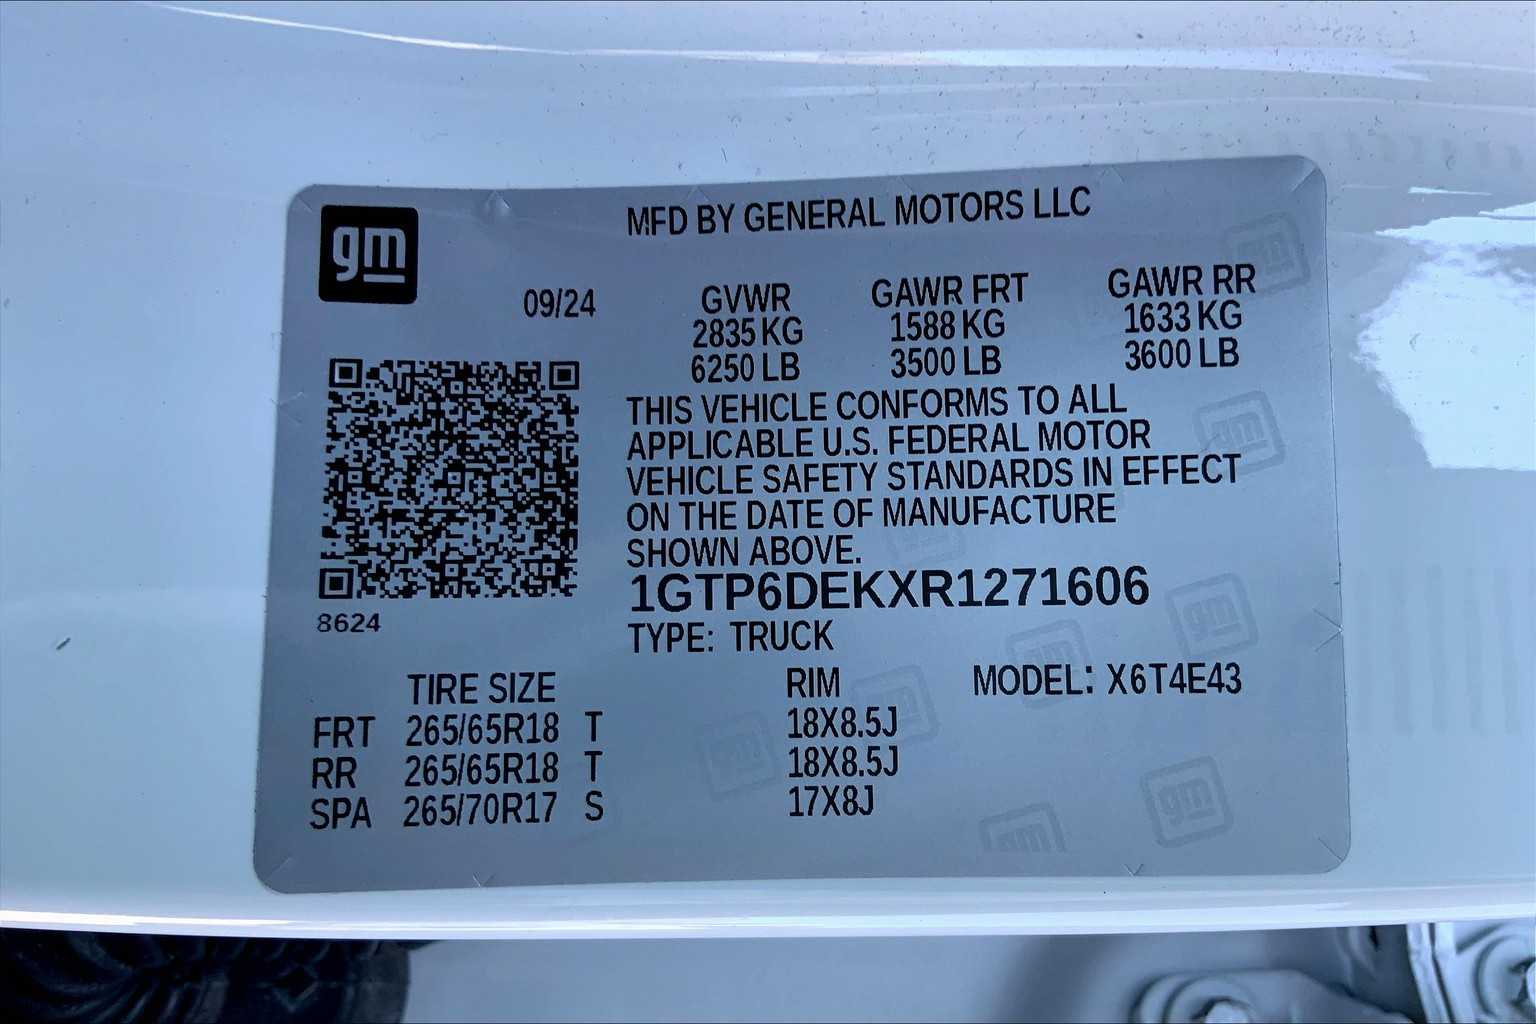 gm
MFD BY GENERAL MOTORS LLC
09/24
GVWR GAWR FRT GAWR RR
2835 KG 1588 KG 1633 KG
6250 LB 3500 LB 3600 LB
THIS VEHICLE CONFORMS TO ALL
APPLICABLE U.S. FEDERAL MOTOR
VEHICLE SAFETY STANDARDS IN EFFECT
ON THE DATE OF MANUFACTURE
SHOWN ABOVE.
1GTP6DEKXR1271606
8624
TYPE: TRUCK
TIRE SIZE RIM MODEL: X6T4E43
FRT 265/65R18 T 18X8.5J
RR 265/65R18 T 18X8.5J
SPA 265/70R17 S 17X8J